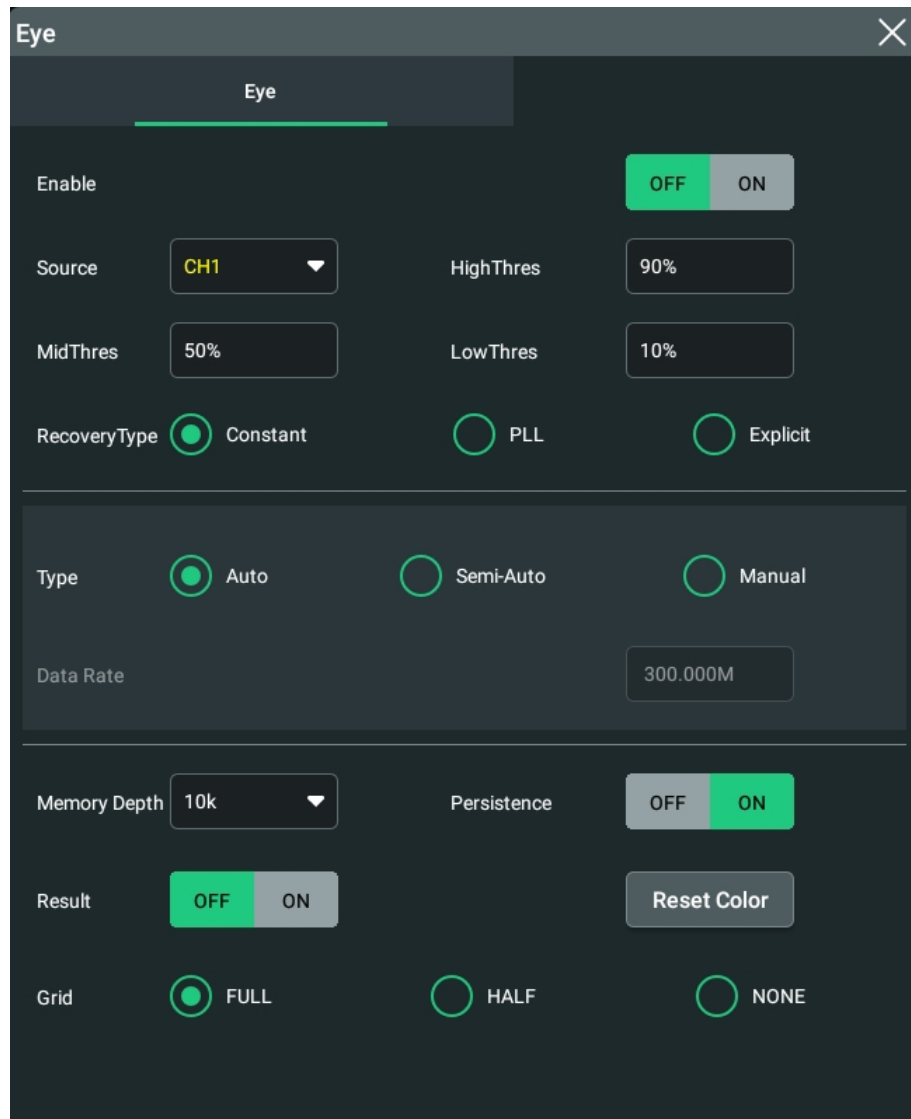 Eye
Eye
Enable OFF ON
Source CH1 HighThres 90%
MidThres 50% LowThres 10%
RecoveryType Constant PLL Explicit
Type Auto Semi-Auto Manual
Data Rate 300.000M
Memory Depth 10k Persistence OFF ON
Result OFF ON Reset Color
Grid FULL HALF NONE